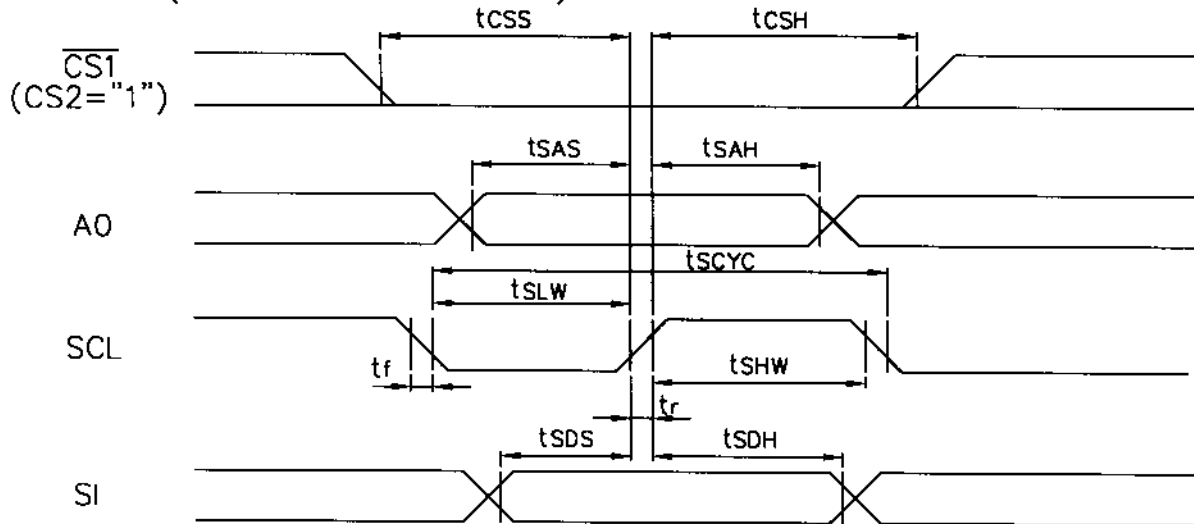 tCSS tCSH
CS1
(CS2="1")
tSAS tSAH
A0
tSCYC
tSLW
SCL
tf tSHW
tr
tSDS tSDH
SI